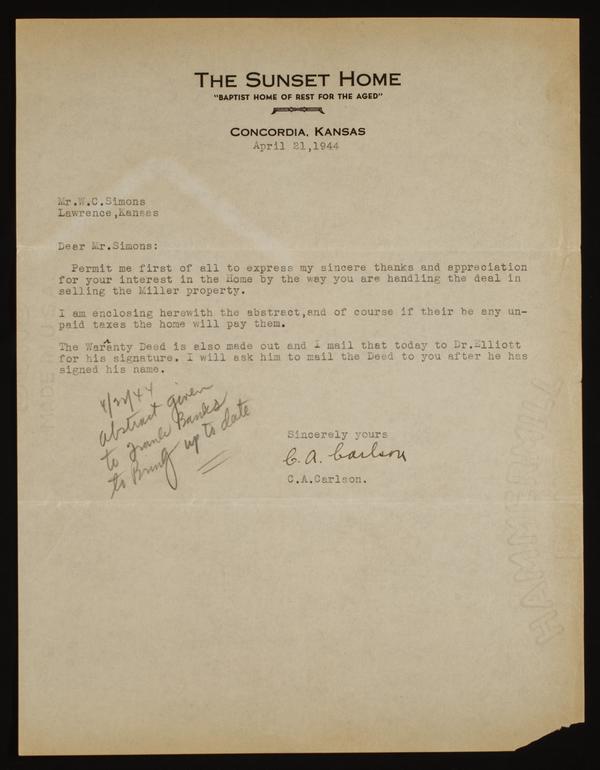 THE SUNSET HOME
"BAPTIST HOME OF REST FOR THE AGED"
CONCORDIA, KANSAS
April 21,1944
Mr.W.C.Simons
Lawrence,Kansas
Dear Mr.Simons:
Permit me first of all to express my sincere thanks and appreciation
for your interest in the Home by the way you are handling the deal in
selling the Miller property.
I am enclosing herewith the abstract,and of course if their be any un-
paid taxes the home will pay them.
The Waranty Deed is also made out and I mail that today to Dr.Elliott
for his signature. I will ask him to mail the Deed to you after he has
signed his name.
4/22/44
abstract given
to Frank Banks
to Bring up to date
Sincerely yours
C. A. Carlson
C.A.Carlson.
HAMMERMILL